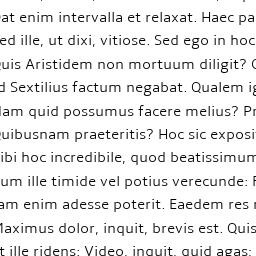 at enim intervalla et relaxat. Haec pa
ed ille, ut dixi, vitiose. Sed ego in hoc
uis Aristidem non mortuum diligit?
d Sextilius factum negabat. Qualem ig
am quid possumus facere melius? Pr
uibusnam praeteritis? Hoc sic exposit
ibi hoc incredibile, quod beatissimum
um ille timide vel potius verecunde:
am enim adesse poterit. Eaedem res
Maximus dolor, inquit, brevis est. Quis
t ille ridens: Video, inquit, quid agas;